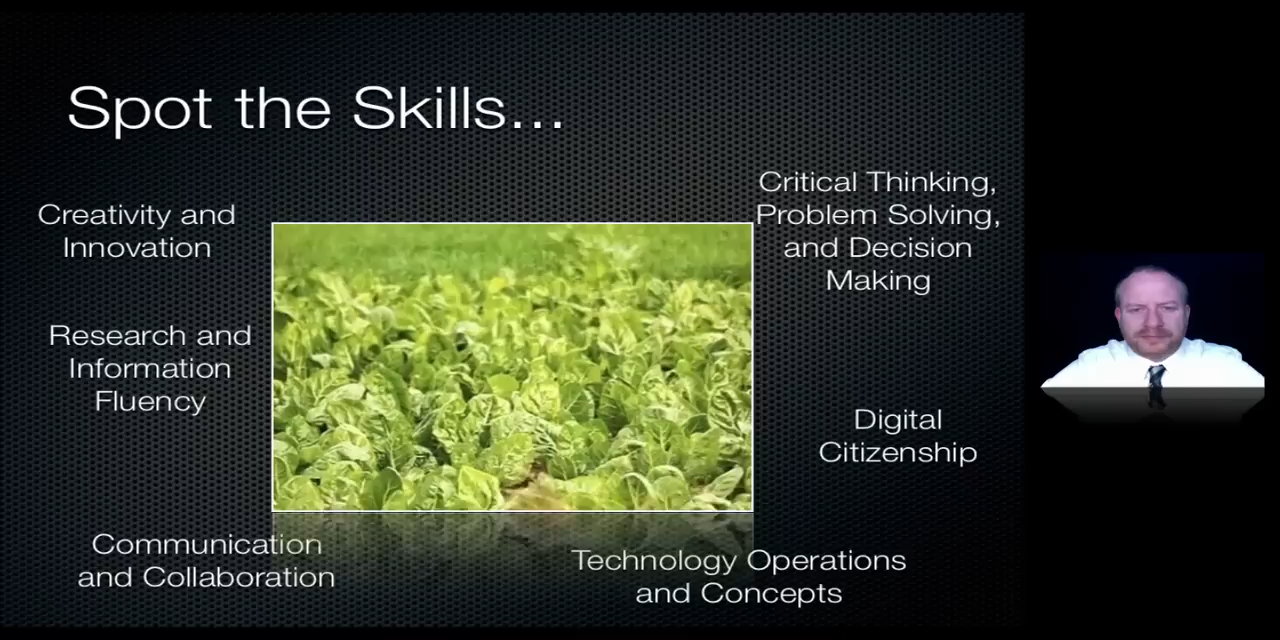 Spot the Skills...
Creativity and
Innovation
Research and
Information
Fluency
Communication
and Collaboration
Critical Thinking,
Problem Solving,
and Decision
Making
Digital
Citizenship
Technology Operations
and Concepts